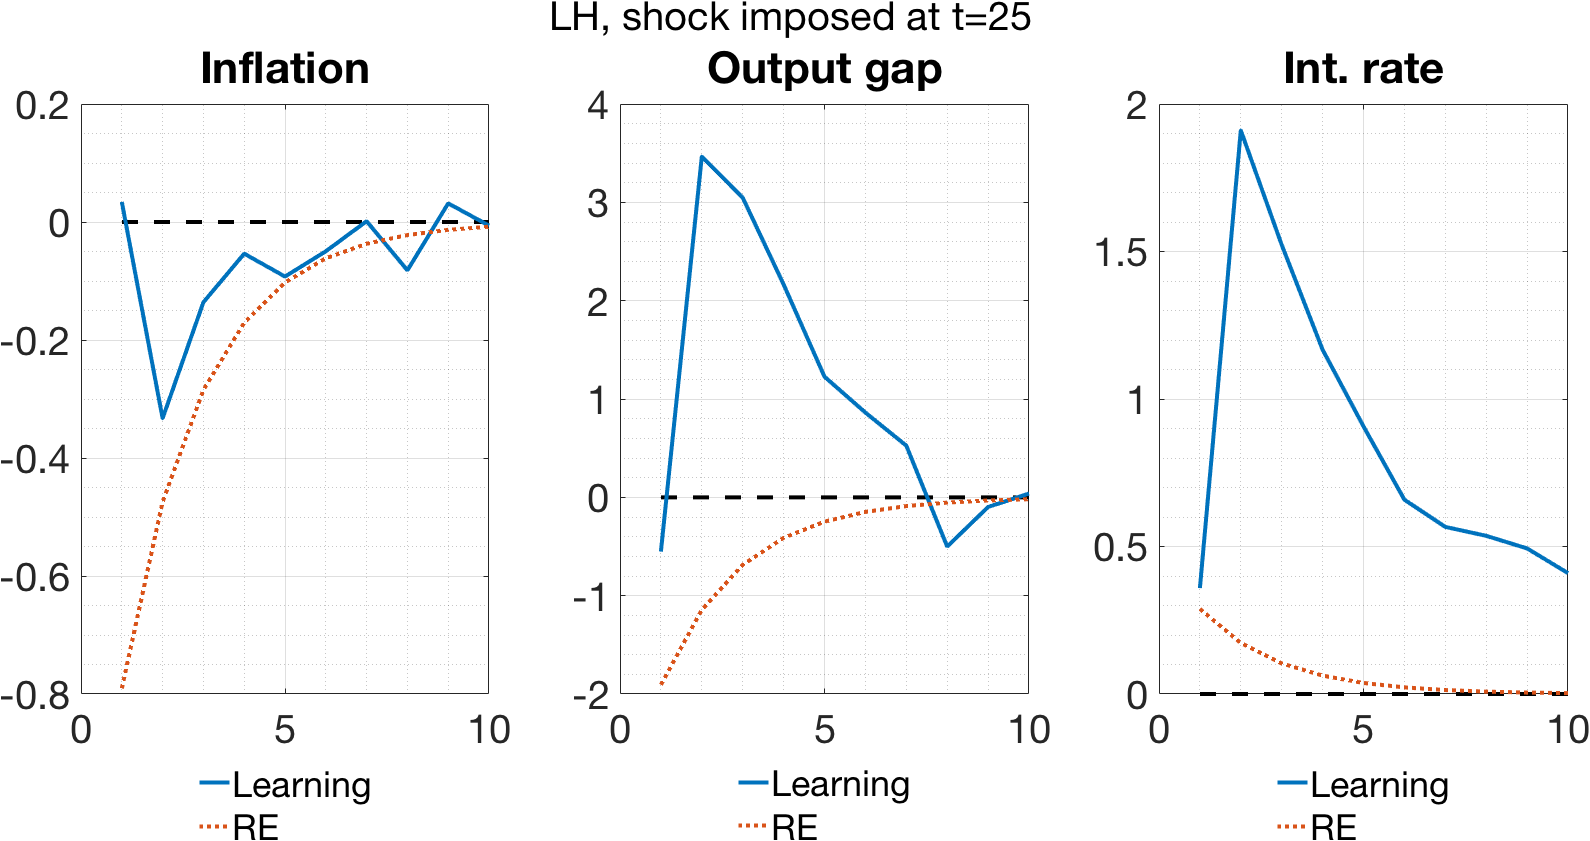 LH, shock imposed at t=25
Inflation
0.2
0
-0.2
-0.4
-0.6
-0.8
0 5 10
Learning
RE
Output gap
4
3
2
1
0
-1
-2
0 5 10
Learning
RE
Int. rate
2
1.5
1
0.5
0
0 5 10
Learning
RE